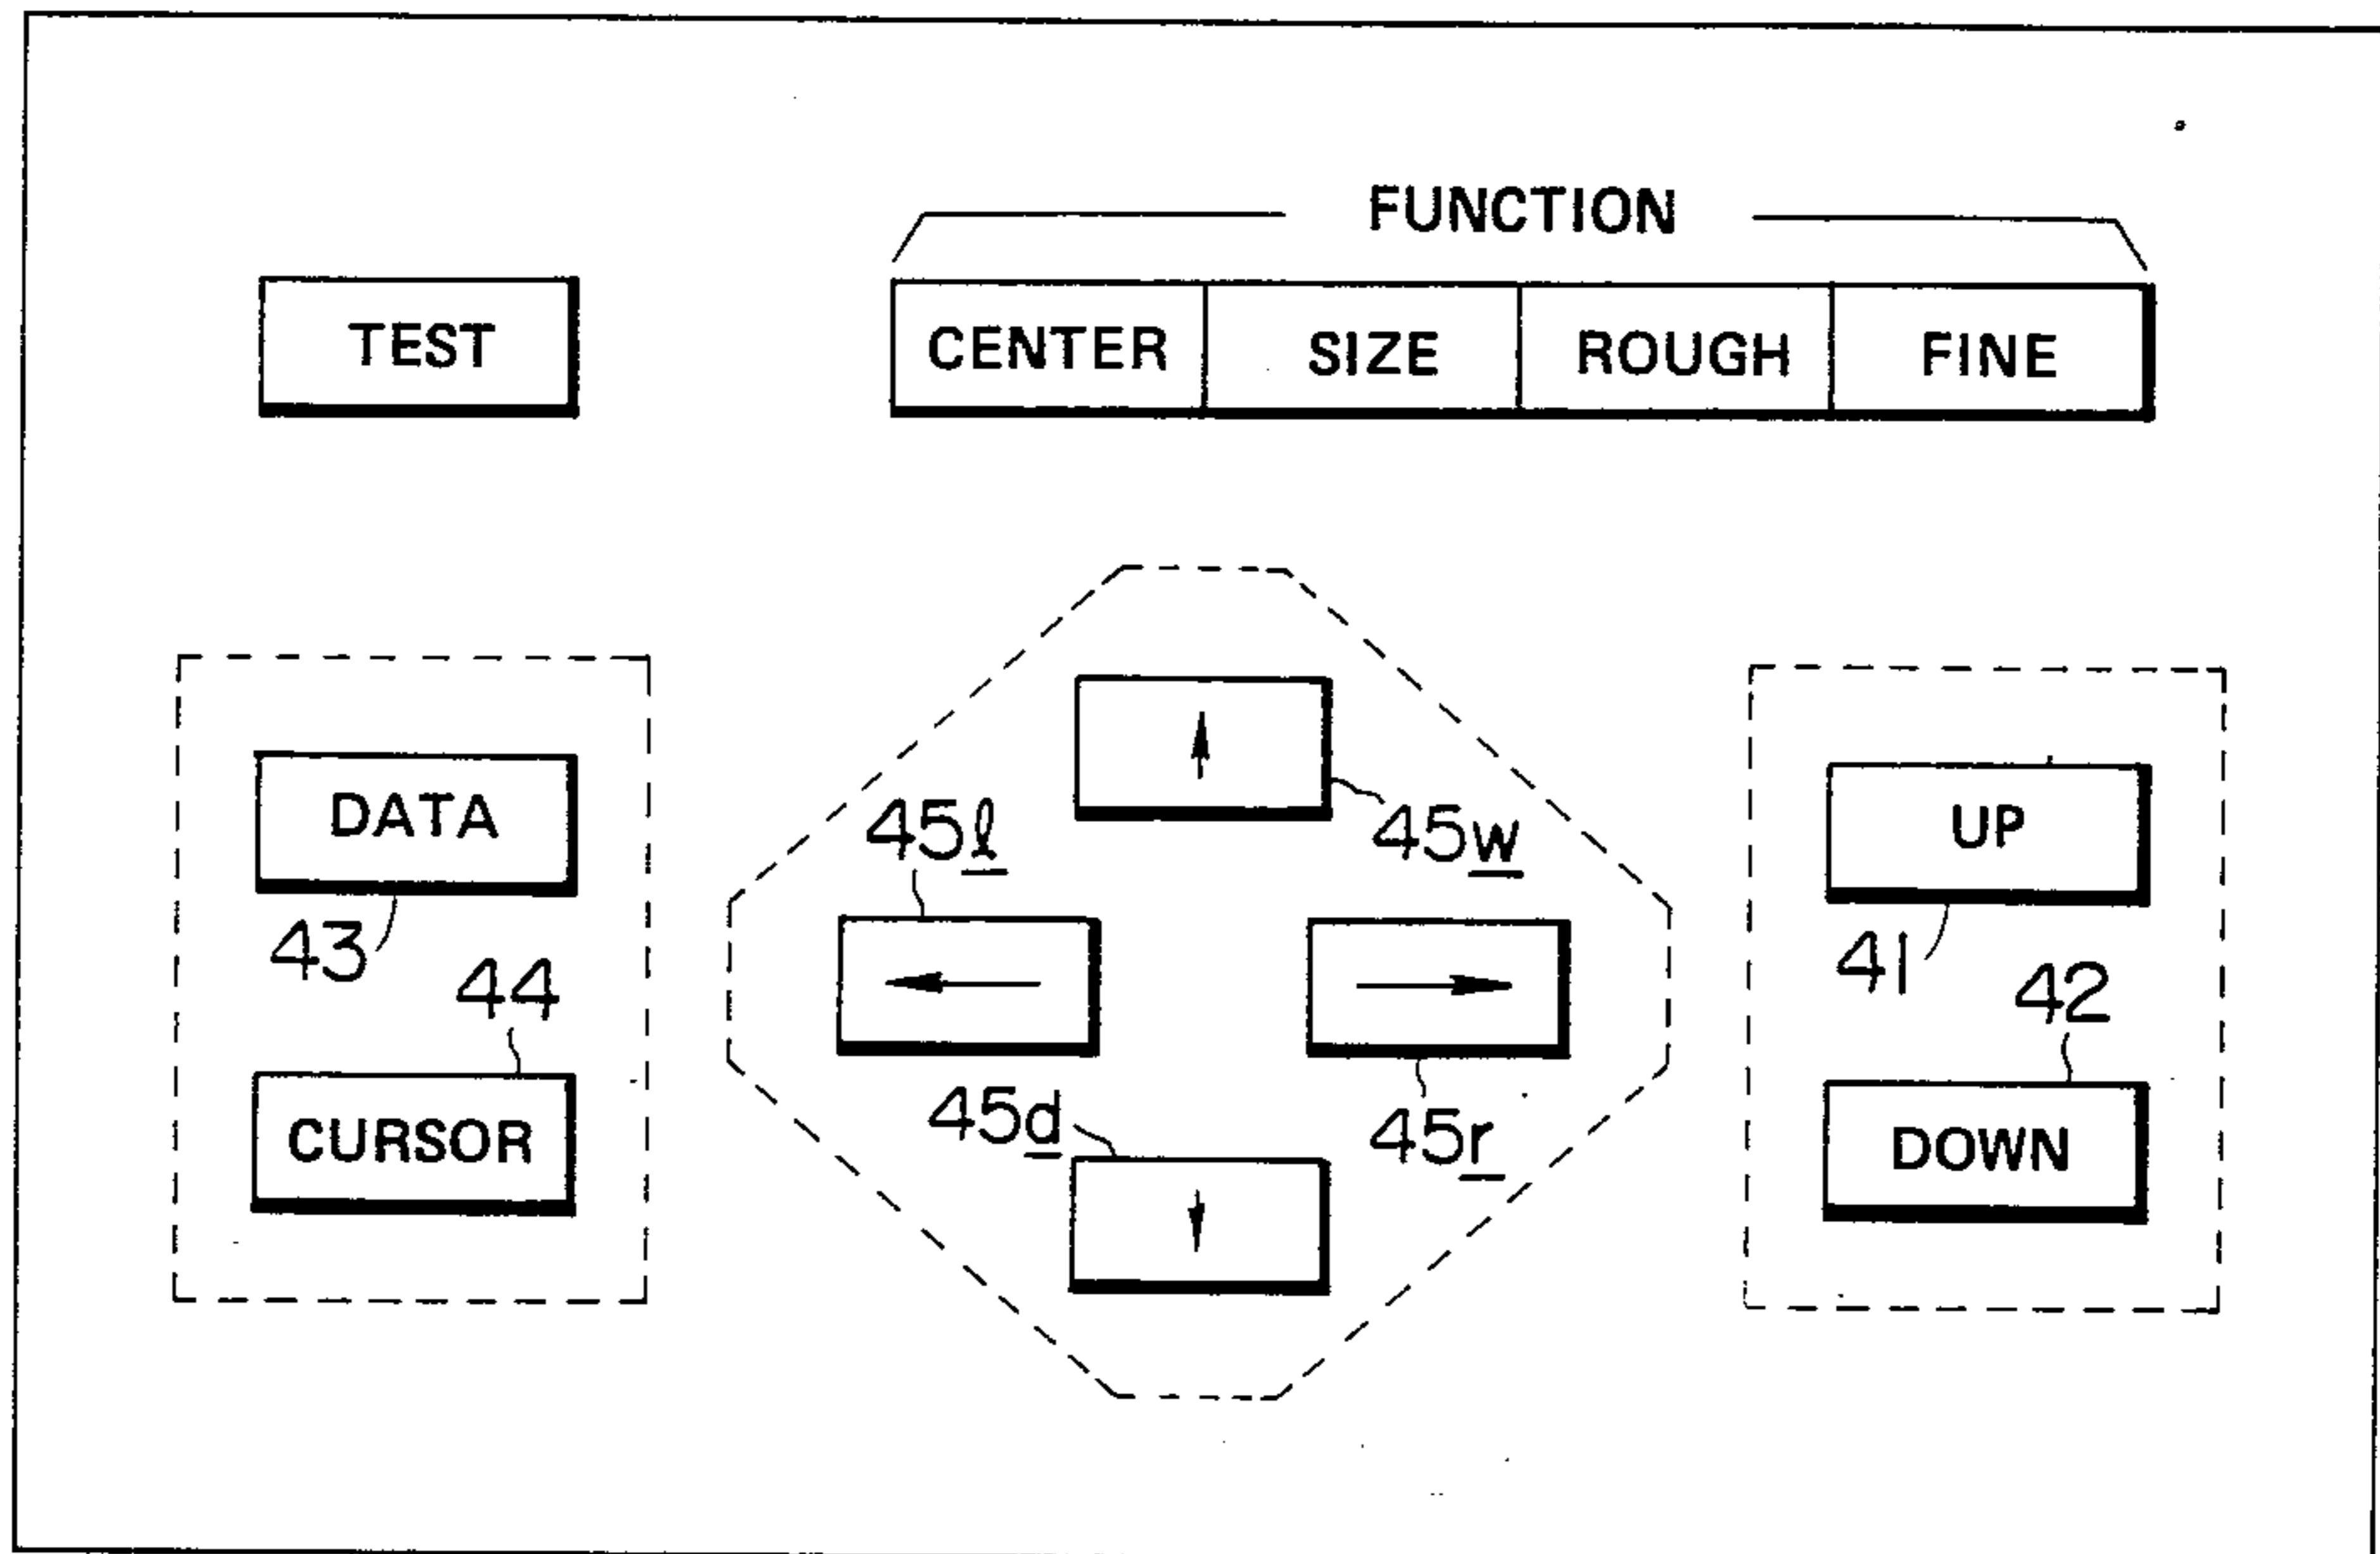 FUNCTION
TEST
CENTER SIZE ROUGH FINE
DATA
43
44
CURSOR
45l
45w
45d
45r
UP
41
42
DOWN